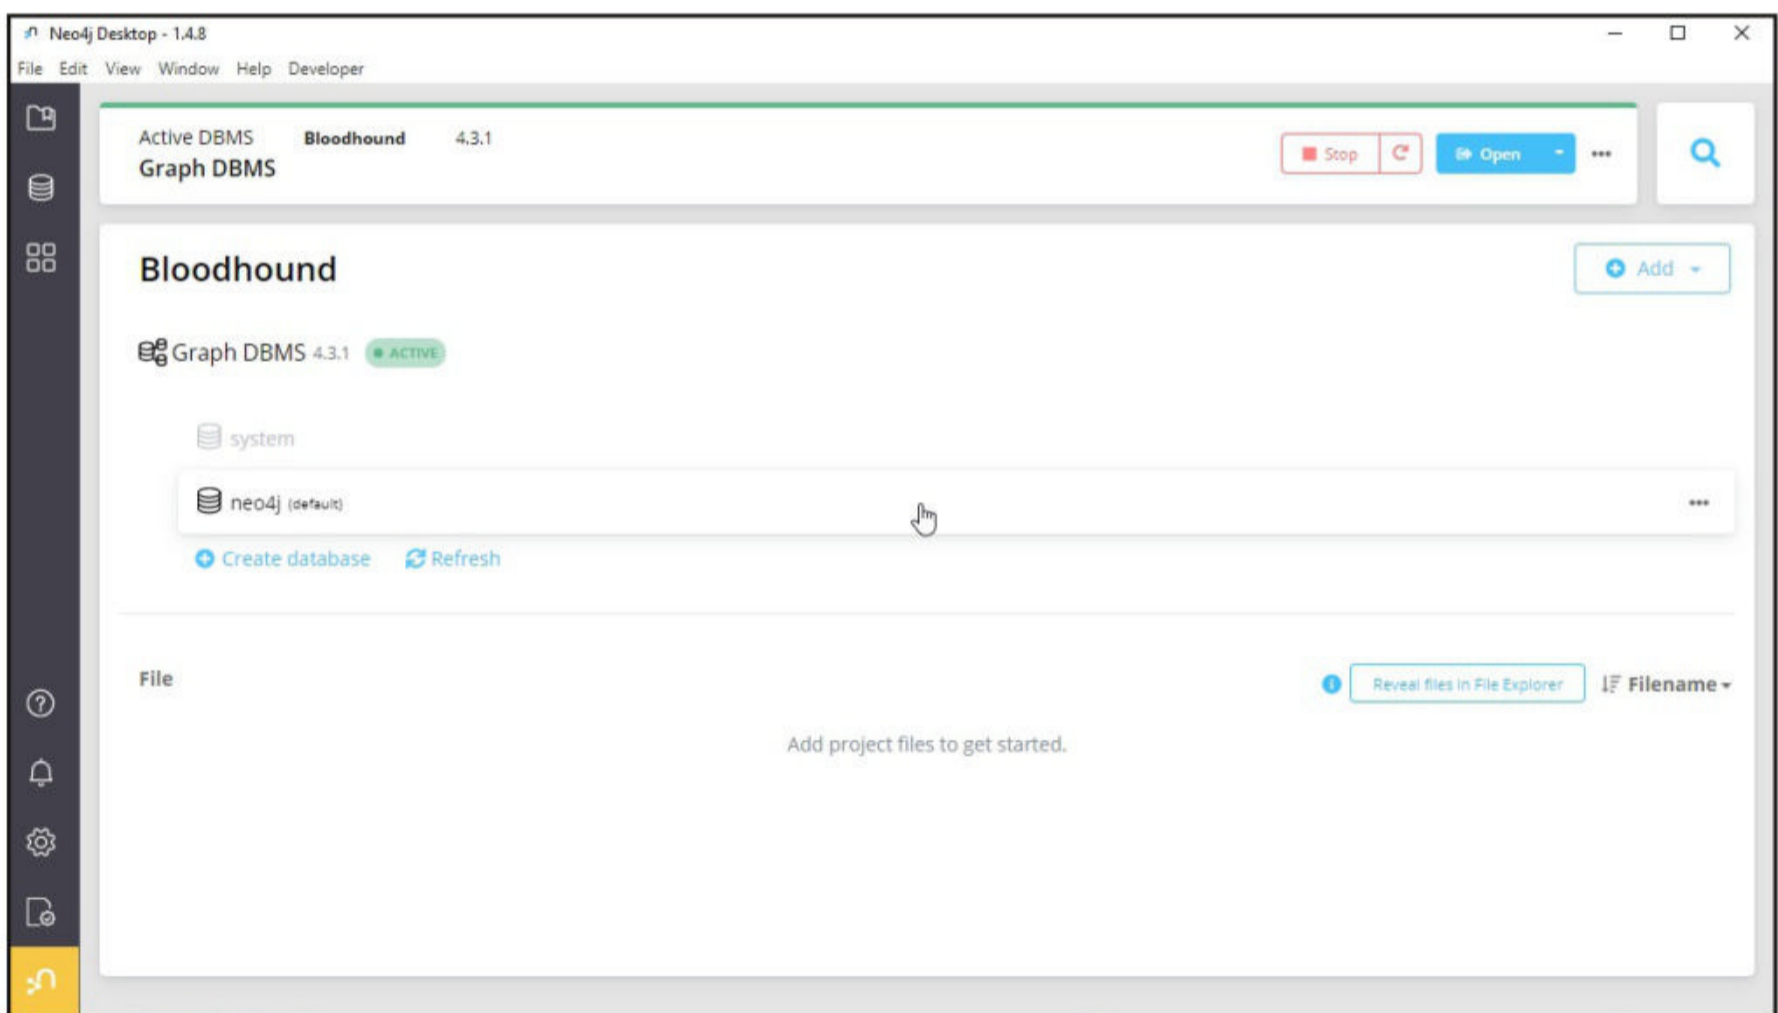 Neo4j Desktop - 1.4.8
File Edit View Window Help Developer
Active DBMS Bloodhound 4.3.1
Graph DBMS
Stop
Open
Bloodhound
Add
Graph DBMS 4.3.1 ACTIVE
system
neo4j (default)
Create database Refresh
File
Reveal files in File Explorer
Filename
Add project files to get started.